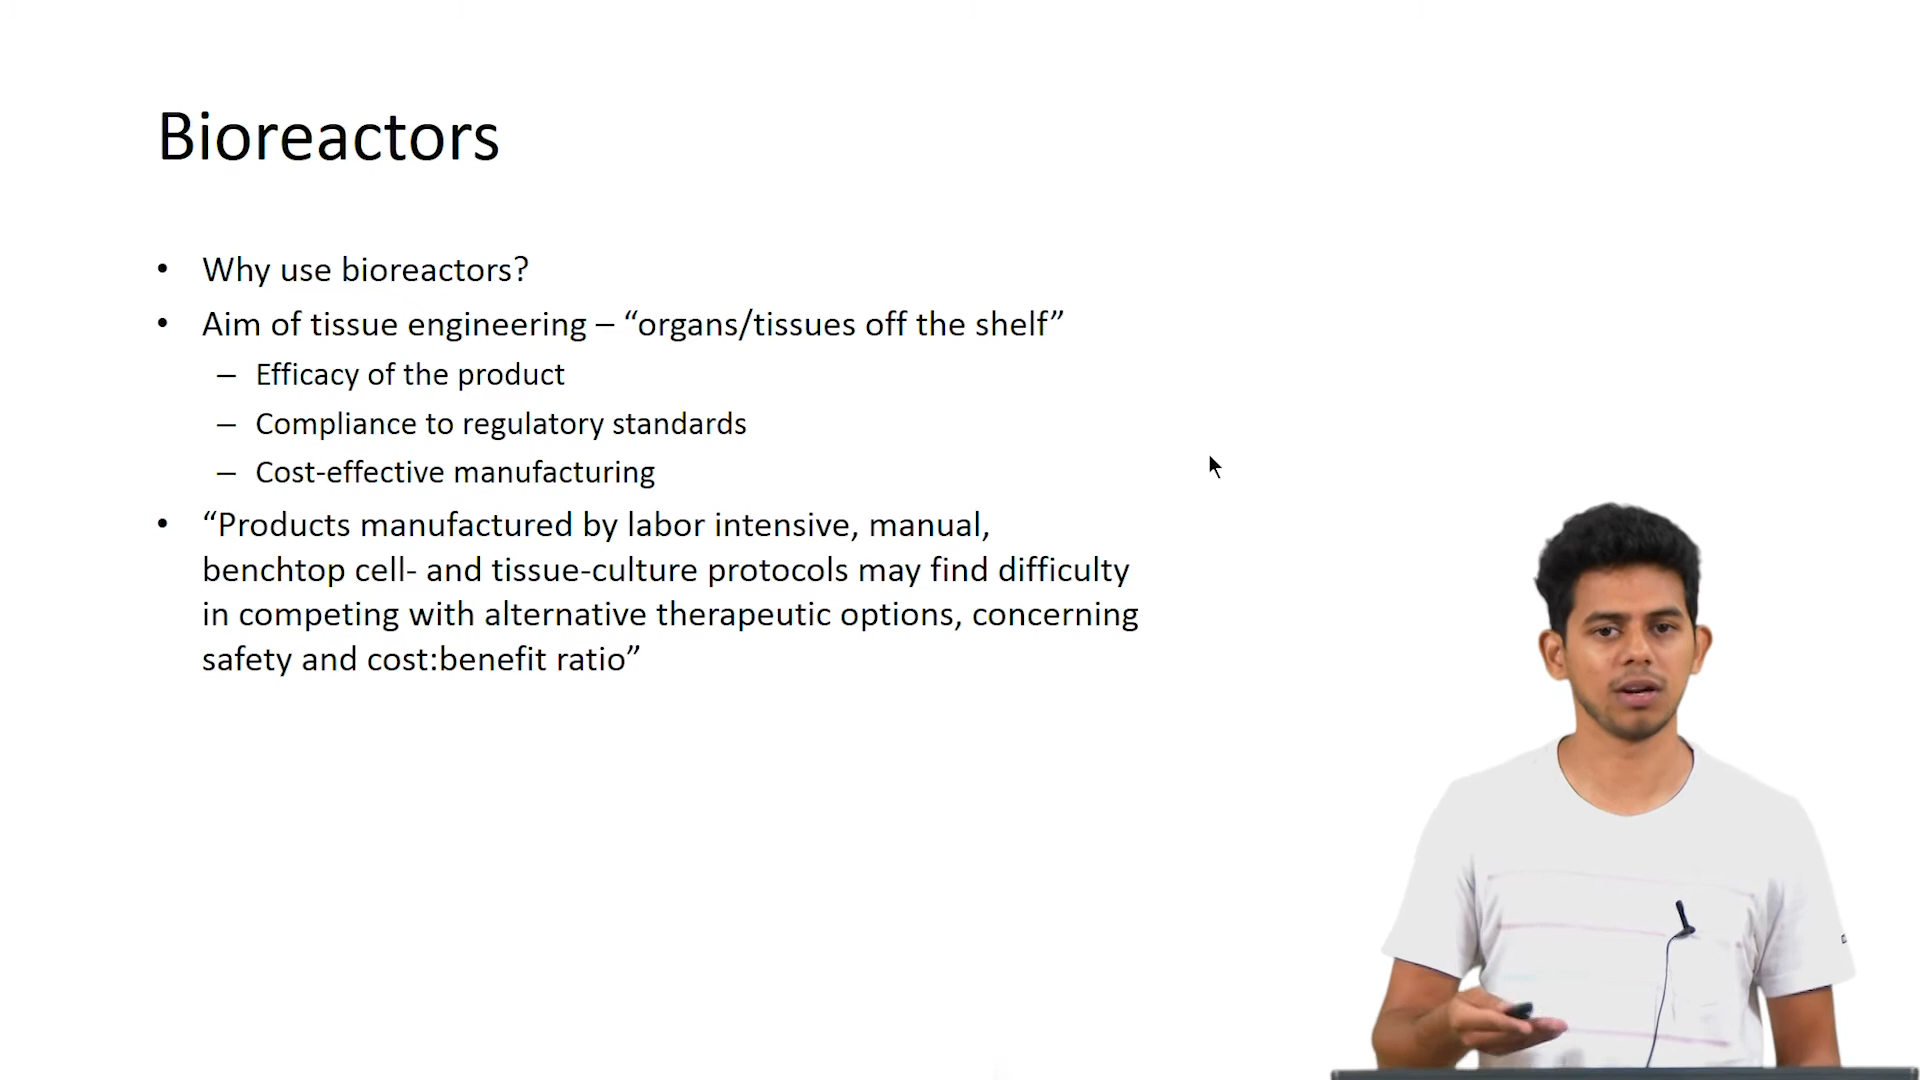 Bioreactors
• Why use bioreactors?
• Aim of tissue engineering – “organs/tissues off the shelf”
– Efficacy of the product
– Compliance to regulatory standards
– Cost-effective manufacturing
• “Products manufactured by labor intensive, manual,
benchtop cell- and tissue-culture protocols may find difficulty
in competing with alternative therapeutic options, concerning
safety and cost:benefit ratio”